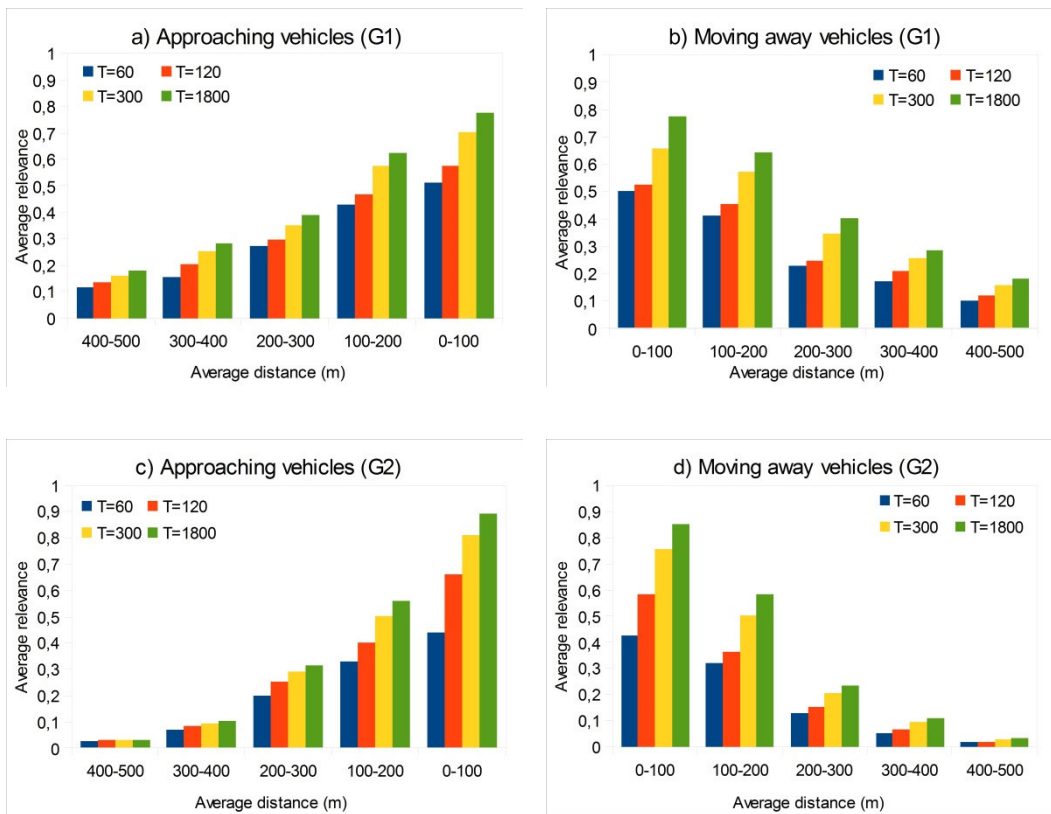 a) Approaching vehicles (G1)
1
0,9
0,8
0,7
0,6
0,5
0,4
0,3
0,2
0,1
0
Average relevance
T=60 T=120
T=300 T=1800
400-500 300-400 200-300 100-200 0-100
Average distance (m)
b) Moving away vehicles (G1)
1
0,9
0,8
0,7
0,6
0,5
0,4
0,3
0,2
0,1
0
Average relevance
T=60 T=120
T=300 T=1800
0-100 100-200 200-300 300-400 400-500
Average distance (m)
c) Approaching vehicles (G2)
1
0,9
0,8
0,7
0,6
0,5
0,4
0,3
0,2
0,1
0
Average relevance
T=60 T=120
T=300 T=1800
400-500 300-400 200-300 100-200 0-100
Average distance (m)
d) Moving away vehicles (G2)
1
0,9
0,8
0,7
0,6
0,5
0,4
0,3
0,2
0,1
0
Average relevance
T=60 T=120
T=300 T=1800
0-100 100-200 200-300 300-400 400-500
Average distance (m)